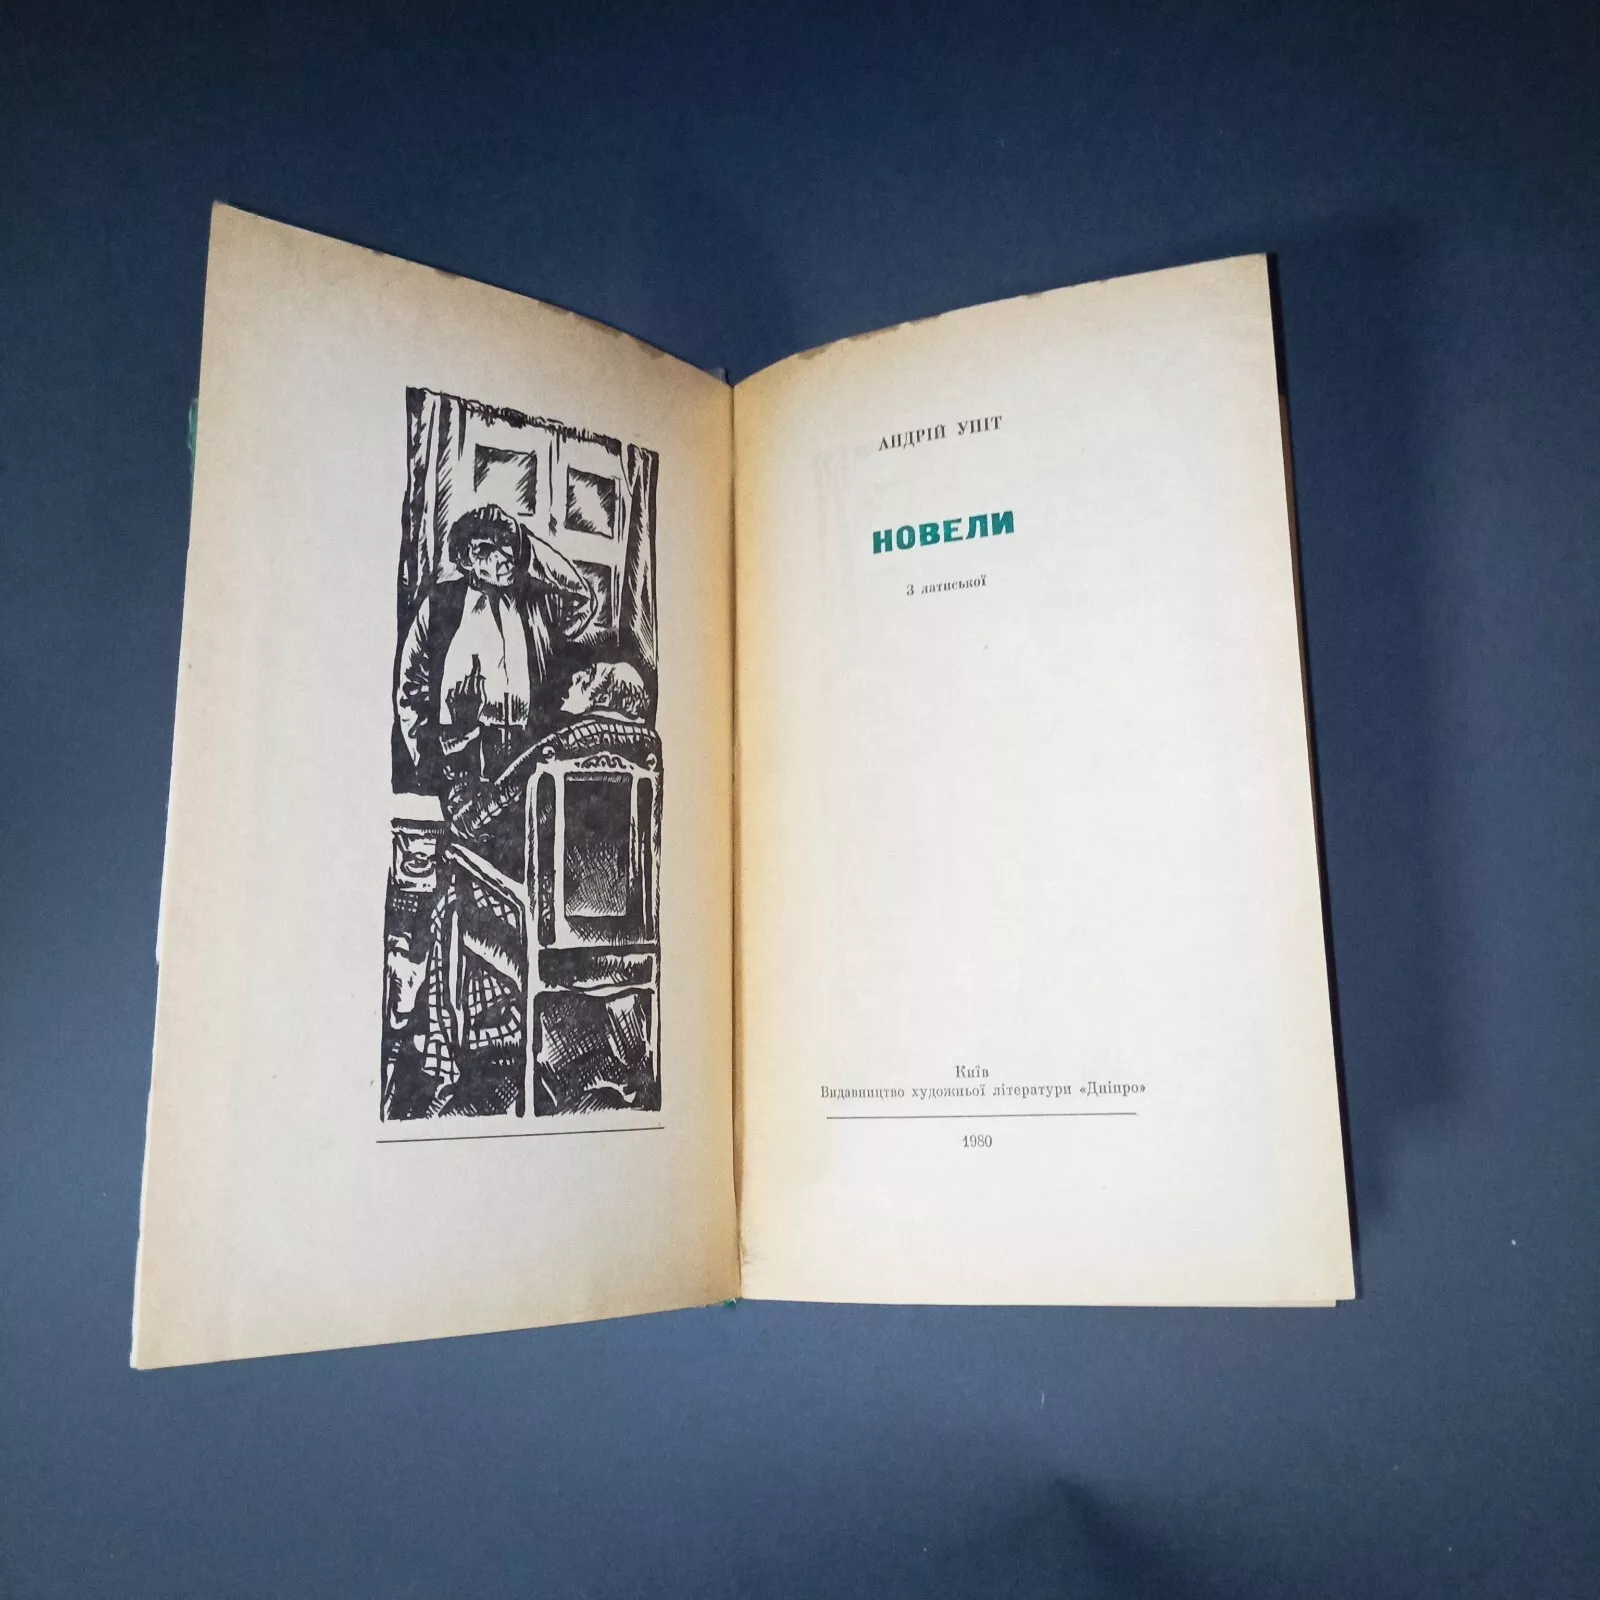 АНДРІЙ УПІТ
НОВЕЛИ
З латиської
Київ
Видавництво художньої літератури «Дніпро»
1980